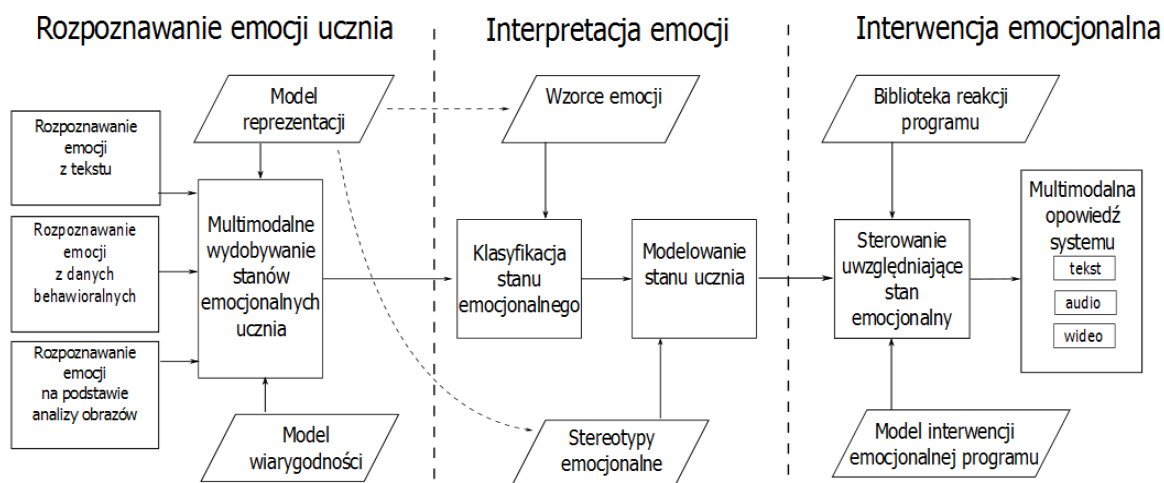 Rozpoznawanie emocji ucznia
Interpretacja emocji
Interwencja emocjonalna
Model
reprezentacji
Wzorce emocji
Biblioteka reakcji
programu
Rozpoznawanie
emocji
z tekstu
Rozpoznawanie
emocji
z danych
behawioralnych
Rozpoznawanie
emocji
na podstawie
analizy obrazów
Multimodalne
wydobywanie
stanów
emocjonalnych
ucznia
Klasyfikacja
stanu
emocjonalnego
Modelowanie
stanu ucznia
Sterowanie
uwzględniające
stan
emocjonalny
Multimodalna
opowiedź
systemu
tekst
audio
wideo
Model
wiarygodności
Stereotypy
emocjonalne
Model interwencji
emocjonalnej programu